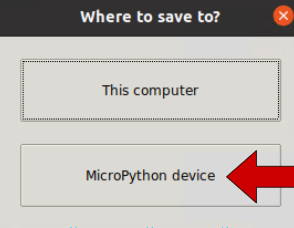 Where to save to?
This computer
MicroPython device